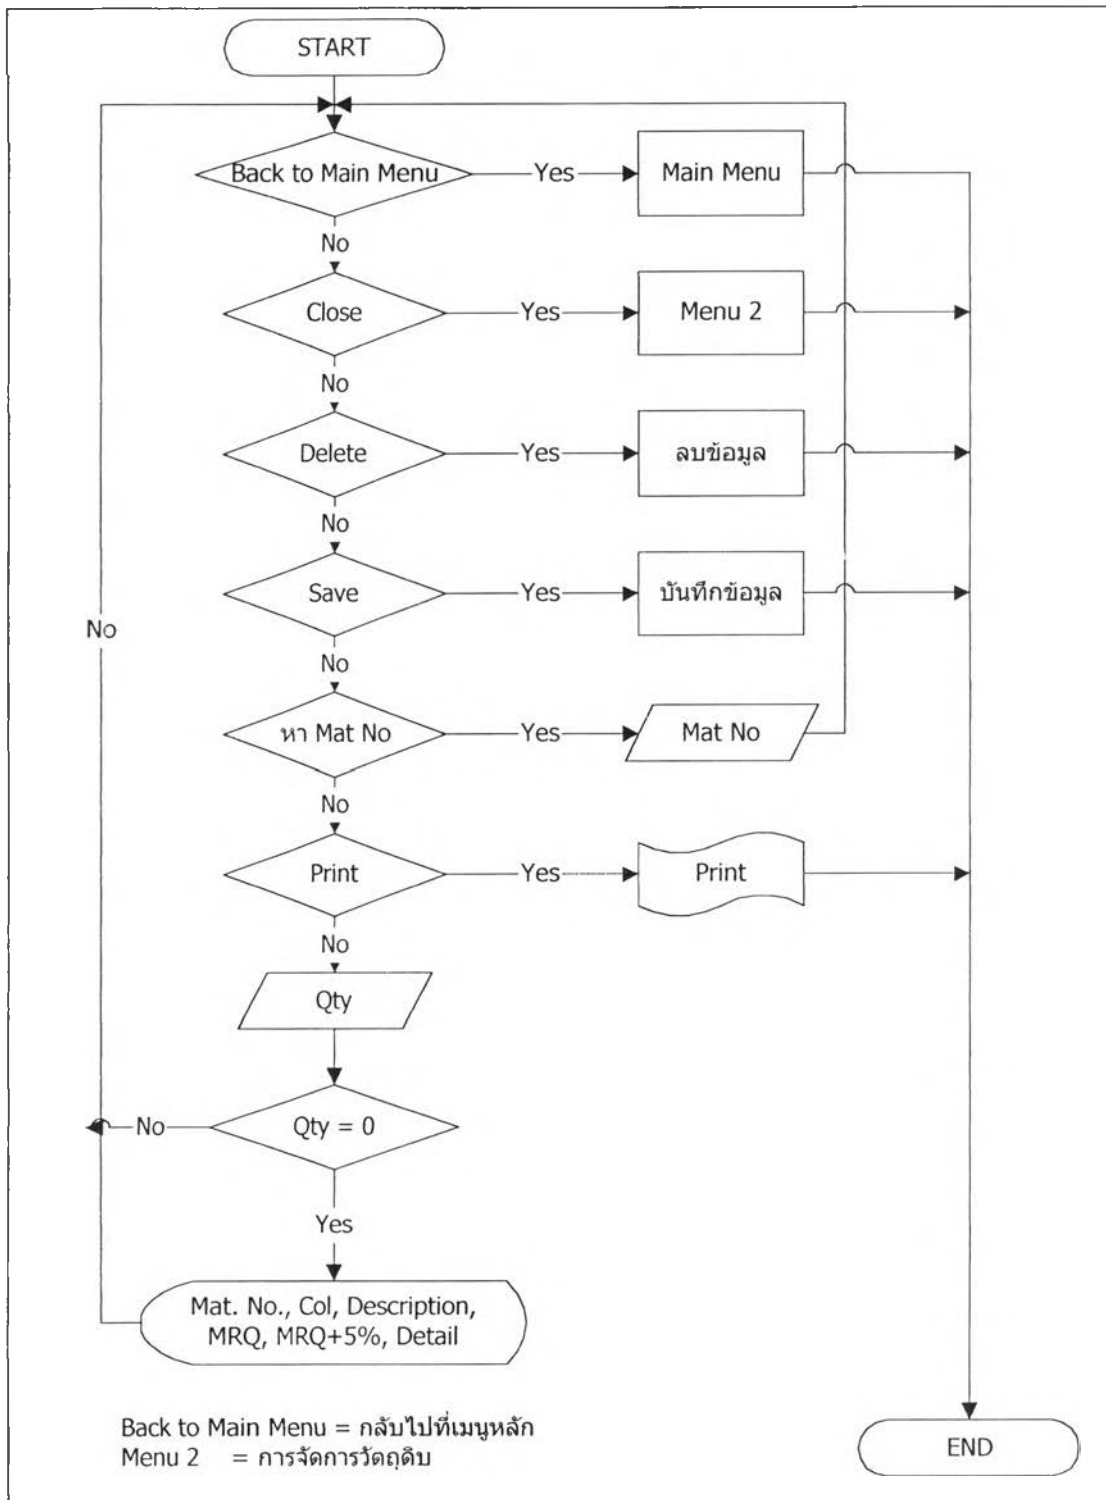 START
Back to Main Menu
Yes
Main Menu
No
Close
Yes
Menu 2
No
Delete
Yes
ลบข้อมูล
No
Save
Yes
บันทึกข้อมูล
No
No
หา Mat No
Yes
Mat No
No
Print
Yes
Print
No
Qty
No
Qty = 0
Yes
Mat. No., Col, Description,
MRQ, MRQ+5%, Detail
Back to Main Menu = กลับไปที่เมนูหลัก
Menu 2 = การจัดการวัตถุดิบ
END